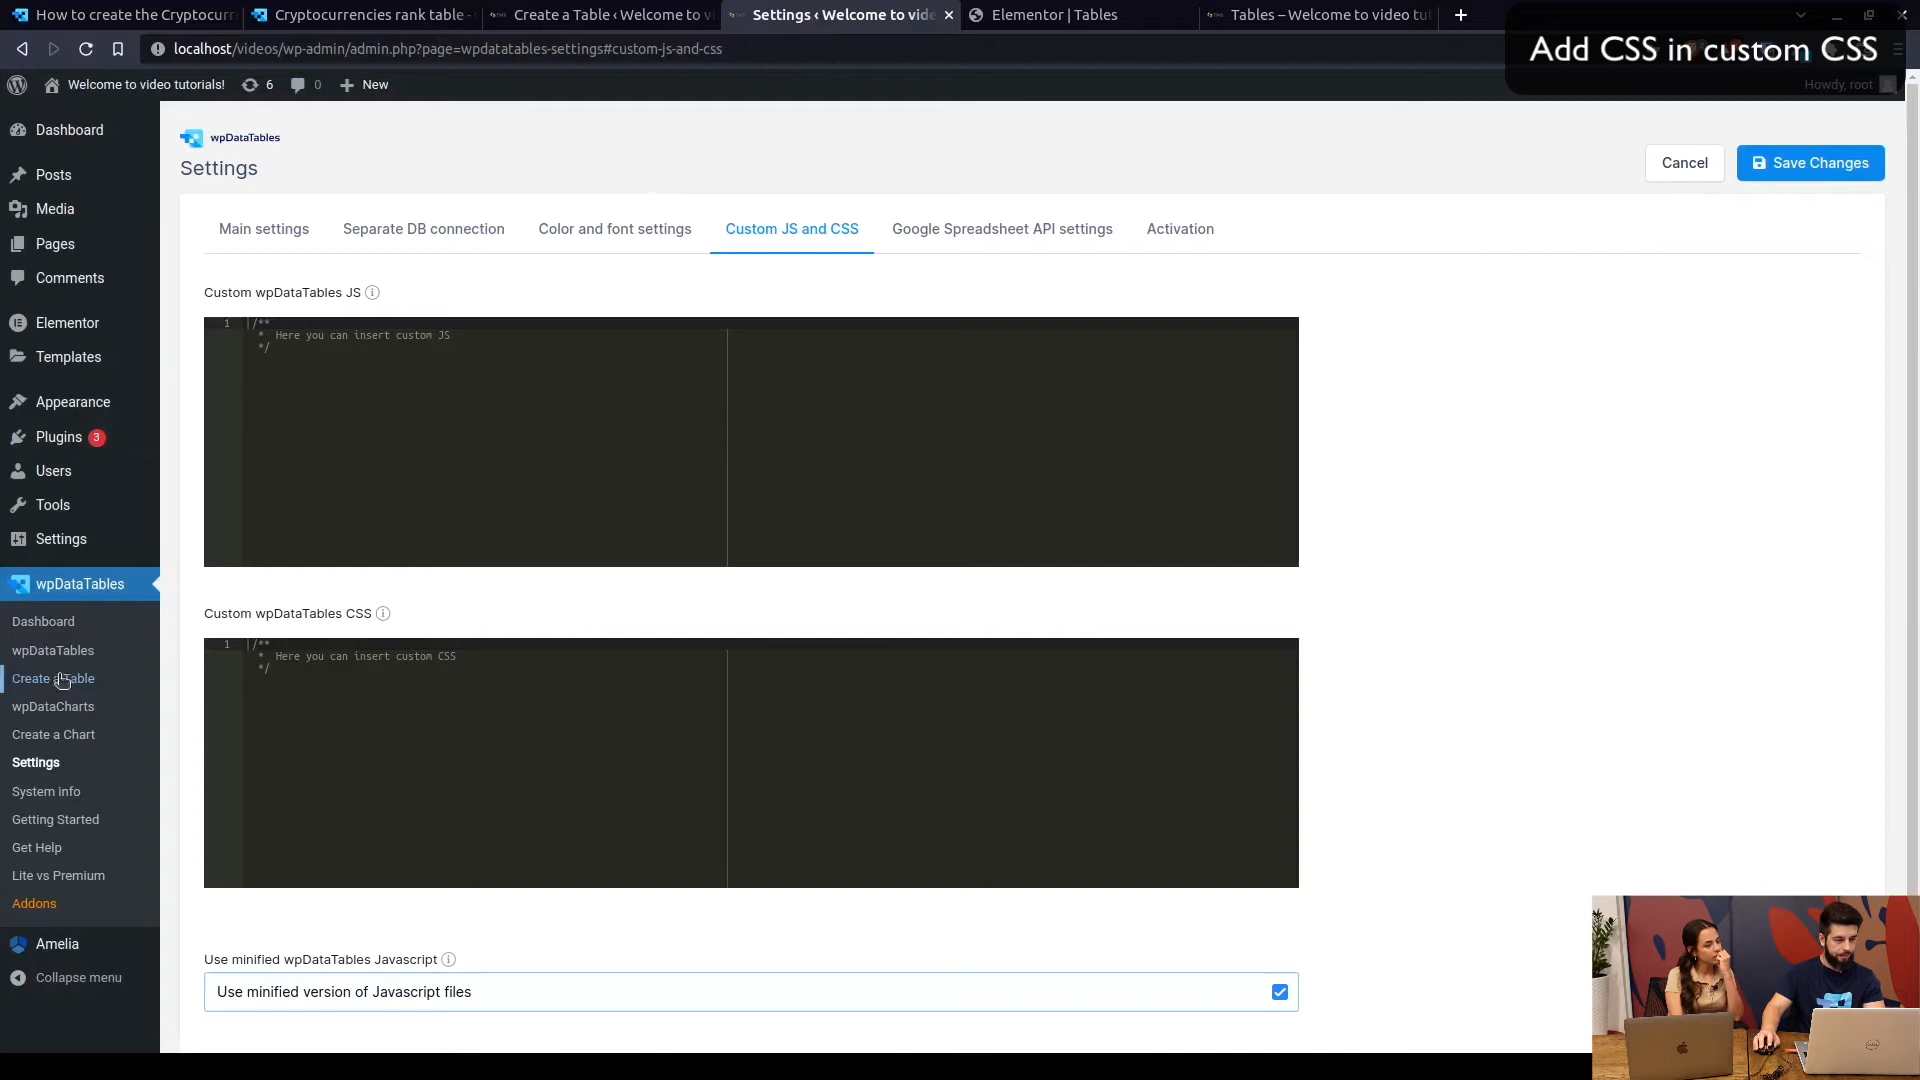 How to create the Cryptocurr
Cryptocurrencies rank table -
Create a Table ‹ Welcome to vi
Settings ‹ Welcome to vide
Elementor | Tables
Tables – Welcome to video tut
localhost/videos/wp-admin/admin.php?page=wpdatatables-settings#custom-js-and-css
Add CSS in custom CSS
Welcome to video tutorials!
6
0
New
Howdy, root
Dashboard
Posts
Media
Pages
Comments
Elementor
Templates
Appearance
Plugins 3
Users
Tools
Settings
wpDataTables
Dashboard
wpDataTables
Create a Table
wpDataCharts
Create a Chart
Settings
System info
Getting Started
Get Help
Lite vs Premium
Addons
Amelia
Collapse menu
wpDataTables
Settings
Cancel
Save Changes
Main settings
Separate DB connection
Color and font settings
Custom JS and CSS
Google Spreadsheet API settings
Activation
Custom wpDataTables JS
1 /**
* Here you can insert custom JS
*/
Custom wpDataTables CSS
1 /**
* Here you can insert custom CSS
*/
Use minified wpDataTables Javascript
Use minified version of Javascript files